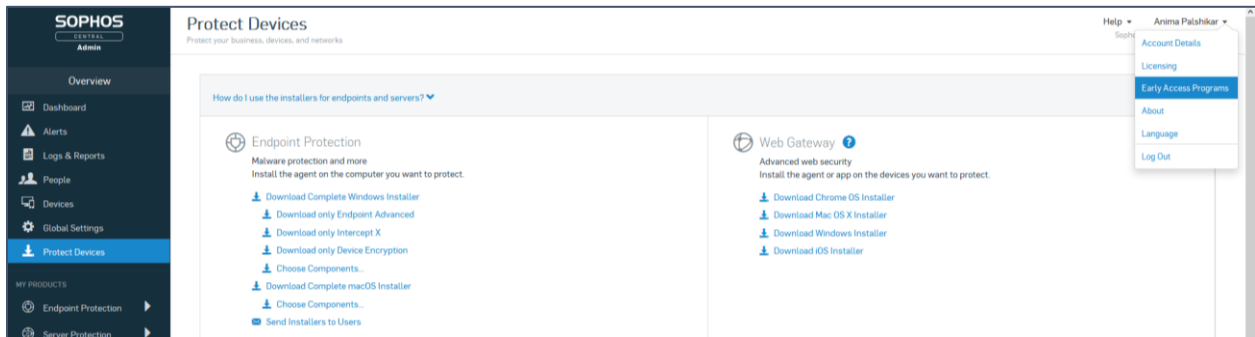 SOPHOS
CENTRAL
Admin
Overview
Dashboard
Alerts
Logs & Reports
People
Devices
Global Settings
Protect Devices
MY PRODUCTS
Endpoint Protection
Server Protection
Protect Devices
Protect your business, devices, and networks
Help
Anima Palshikar
Soph
Account Details
Licensing
Early Access Programs
About
Language
Log Out
How do I use the installers for endpoints and servers?
Endpoint Protection
Malware protection and more
Install the agent on the computer you want to protect.
Download Complete Windows Installer
Download only Endpoint Advanced
Download only Intercept X
Download only Device Encryption
Choose Components...
Download Complete macOS Installer
Choose Components...
Send Installers to Users
Web Gateway ?
Advanced web security
Install the agent or app on the devices you want to protect.
Download Chrome OS Installer
Download Mac OS X Installer
Download Windows Installer
Download iOS Installer